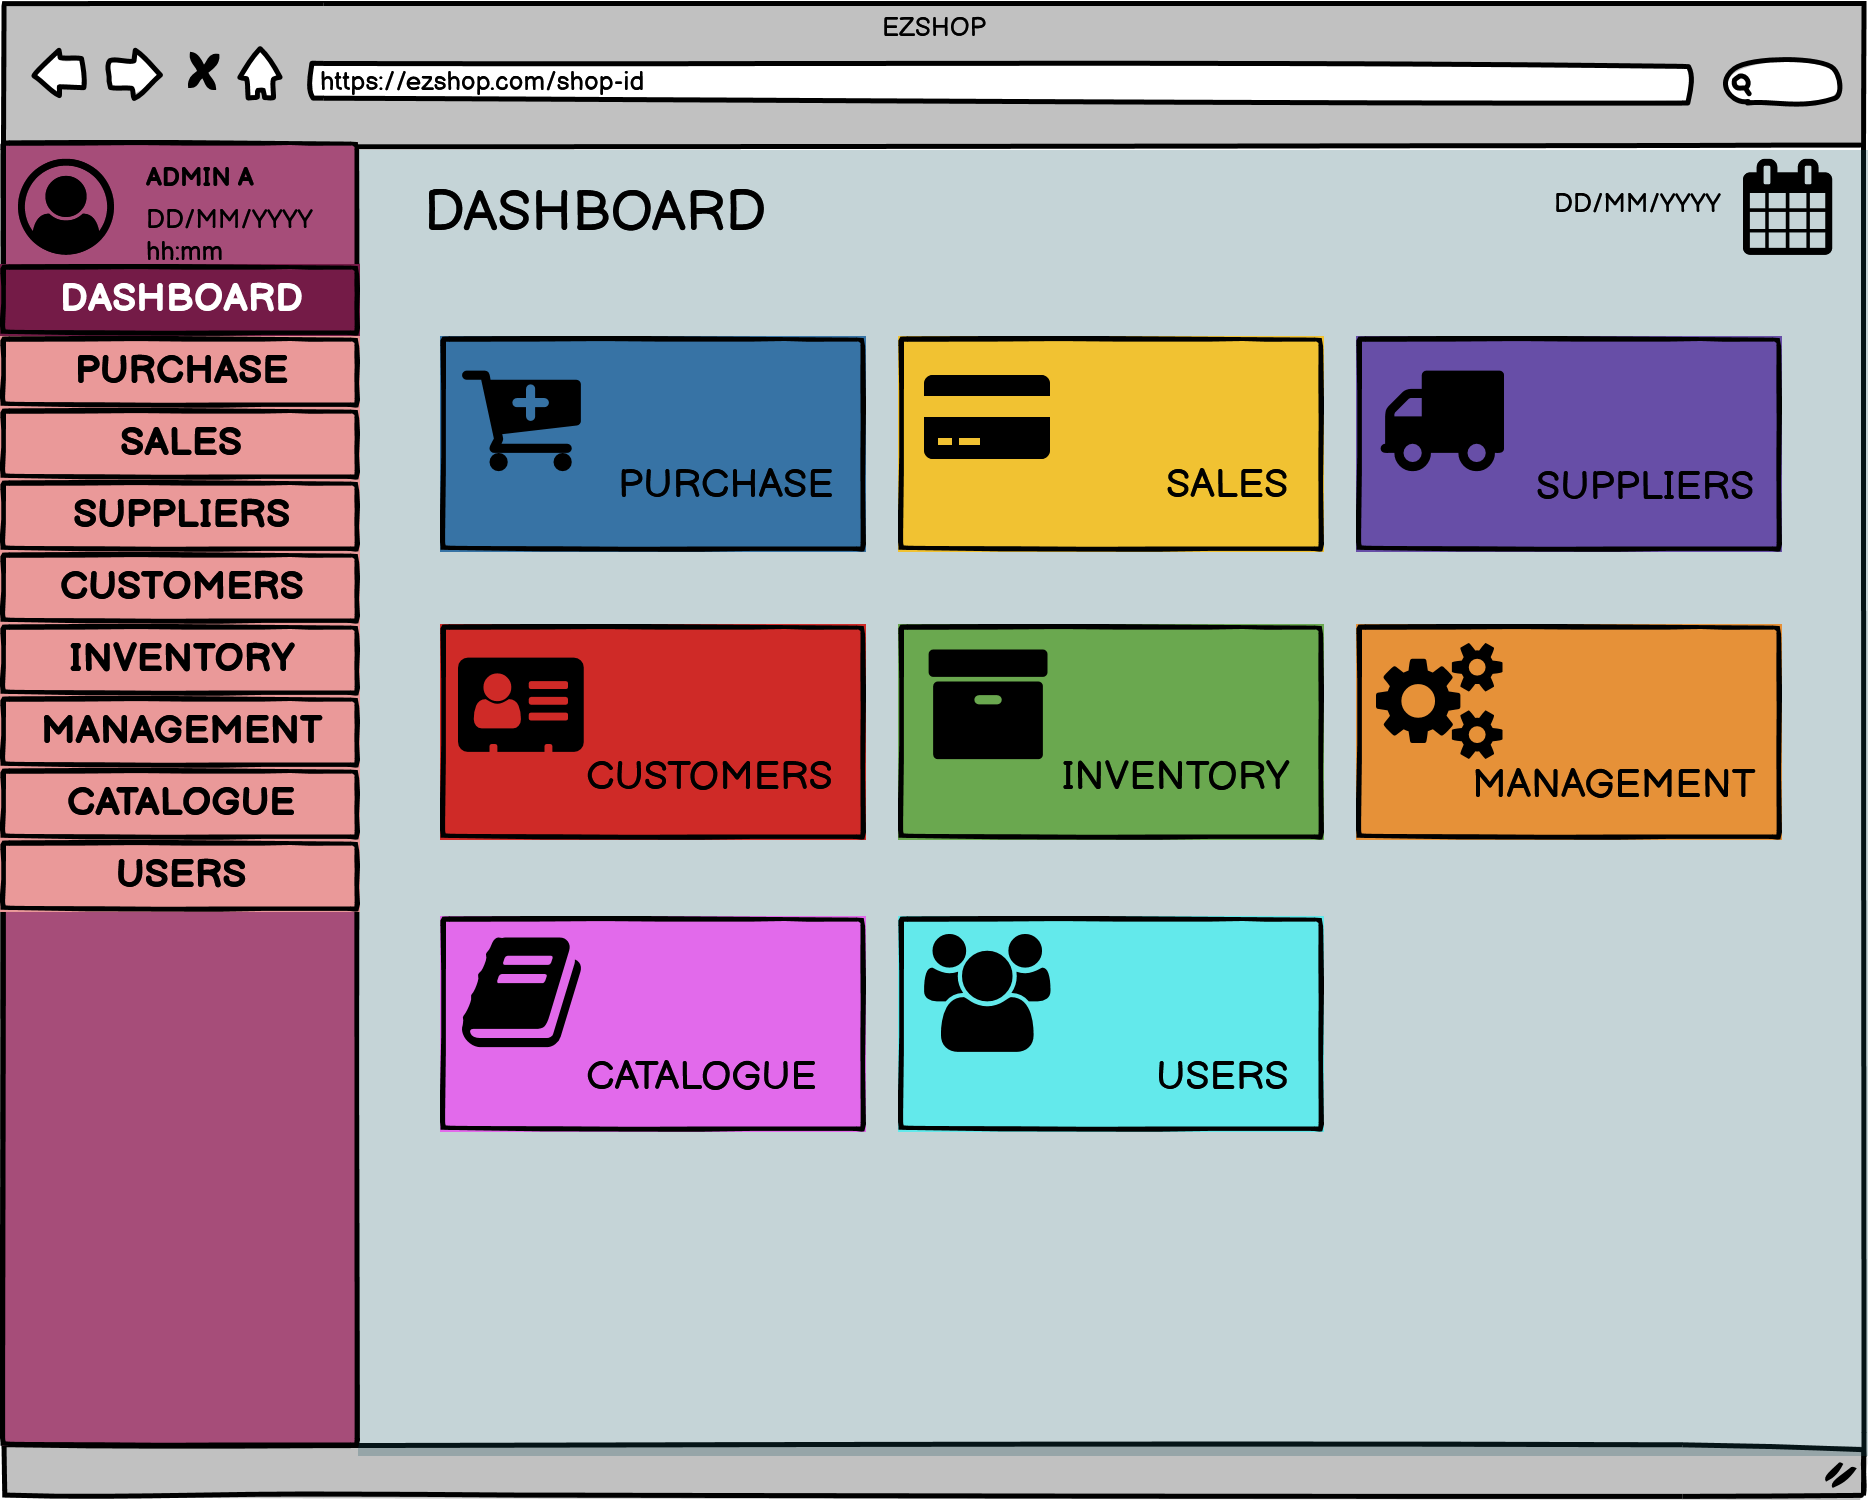 EZSHOP
https://ezshop.com/shop-id
ADMIN A
DD/MM/YYYY
hh:mm
DASHBOARD
PURCHASE
SALES
SUPPLIERS
CUSTOMERS
INVENTORY
MANAGEMENT
CATALOGUE
USERS
DASHBOARD
DD/MM/YYYY
PURCHASE
SALES
SUPPLIERS
CUSTOMERS
INVENTORY
MANAGEMENT
CATALOGUE
USERS